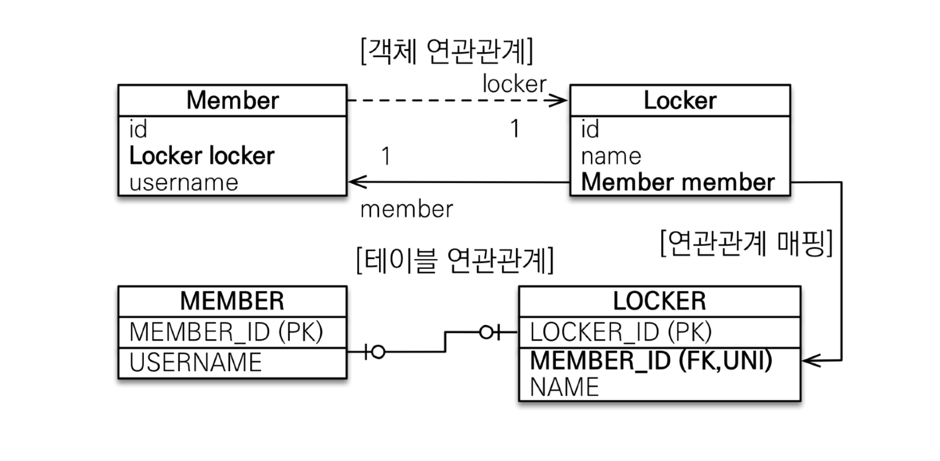 [객체 연관관계]
locker
Member
Locker
id
Locker locker
username
1
1
id
name
Member member
member
[연관관계 매핑]
[테이블 연관관계]
MEMBER
MEMBER_ID (PK)
USERNAME
LOCKER
LOCKER_ID (PK)
MEMBER_ID (FK,UNI)
NAME